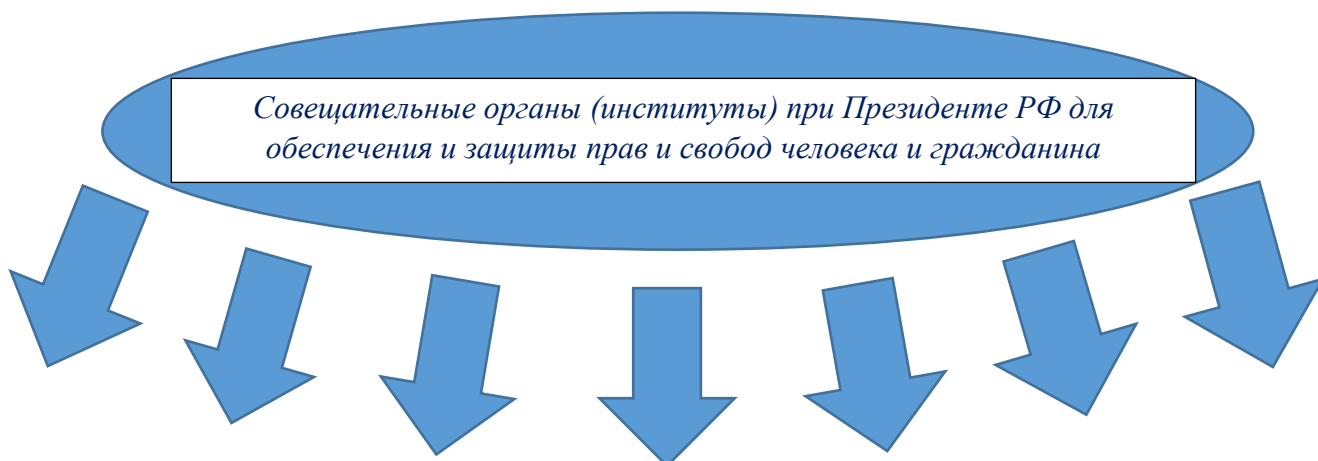 Совещательные органы (институты) при Президенте РФ для
обеспечения и защиты прав и свобод человека и гражданина